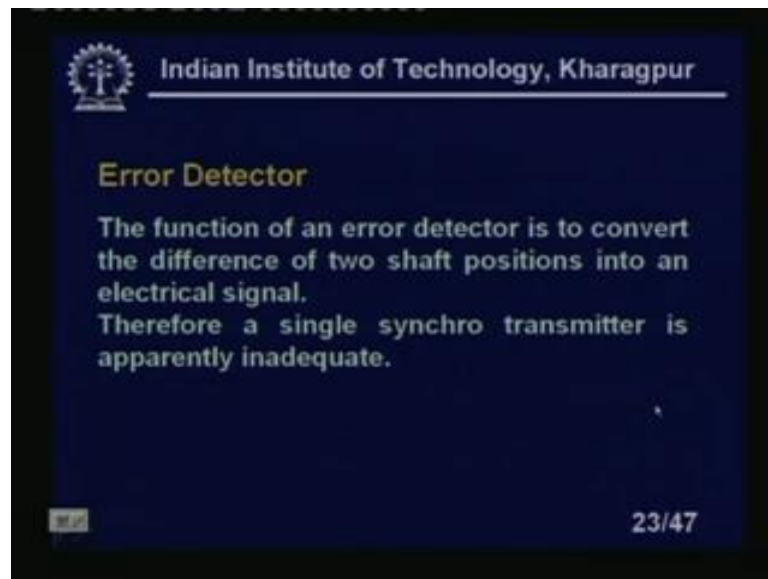 Indian Institute of Technology, Kharagpur
Error Detector
The function of an error detector is to convert
the difference of two shaft positions into an
electrical signal.
Therefore a single synchro transmitter is
apparently inadequate.
23/47